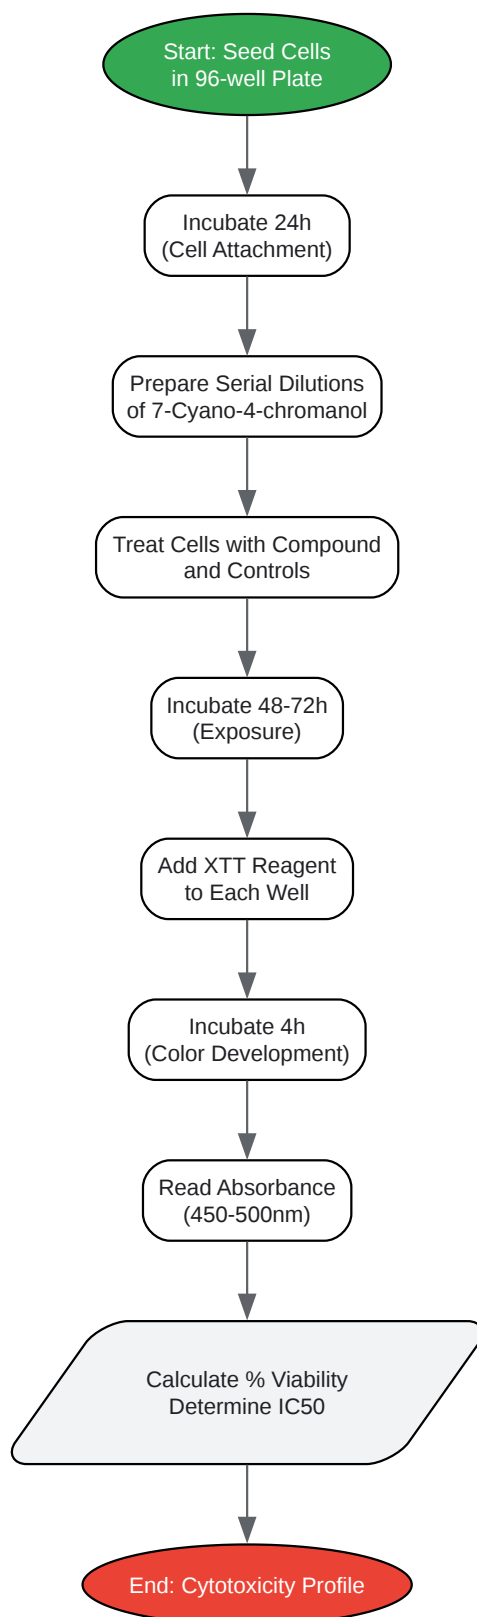 Start: Seed Cells
in 96-well Plate
Incubate 24h
(Cell Attachment)
Prepare Serial Dilutions
of 7-Cyano-4-chromanol
Treat Cells with Compound
and Controls
Incubate 48-72h
(Exposure)
Add XTT Reagent
to Each Well
Incubate 4h
(Color Development)
Read Absorbance
(450-500nm)
Calculate % Viability
Determine IC50
End: Cytotoxicity Profile